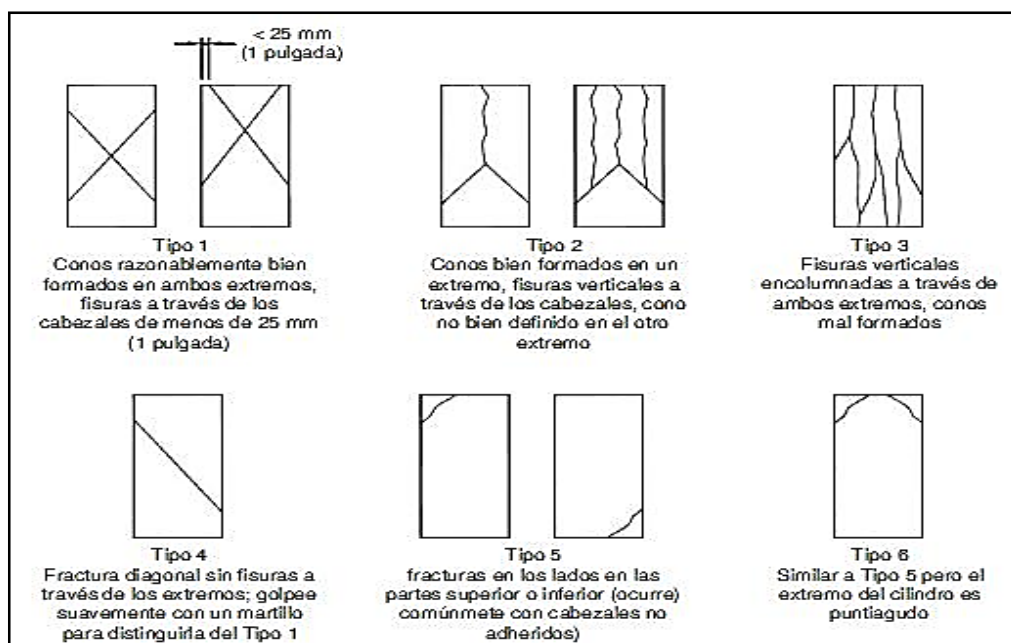 < 25 mm
(1 pulgada)
Tipo 1
Conos razonablemente bien
formados en ambos extremos,
fisuras a través de los
cabezales de menos de 25 mm
(1 pulgada)
Tipo 2
Conos bien formados en un
extremo, fisuras verticales a
través de los cabezales, cono
no bien definido en el otro
extremo
Tipo 3
Fisuras verticales
encolumnadas a través de
ambos extremos, conos
mal formados
Tipo 4
Fractura diagonal sin fisuras a
través de los extremos; golpee
suavemente con un martillo
para distinguirla del Tipo 1
Tipo 5
fracturas en los lados en las
partes superior o inferior (ocurre)
comúnmete con cabezales no
adheridos)
Tipo 6
Similar a Tipo 5 pero el
extremo del cilindro es
puntiagudo